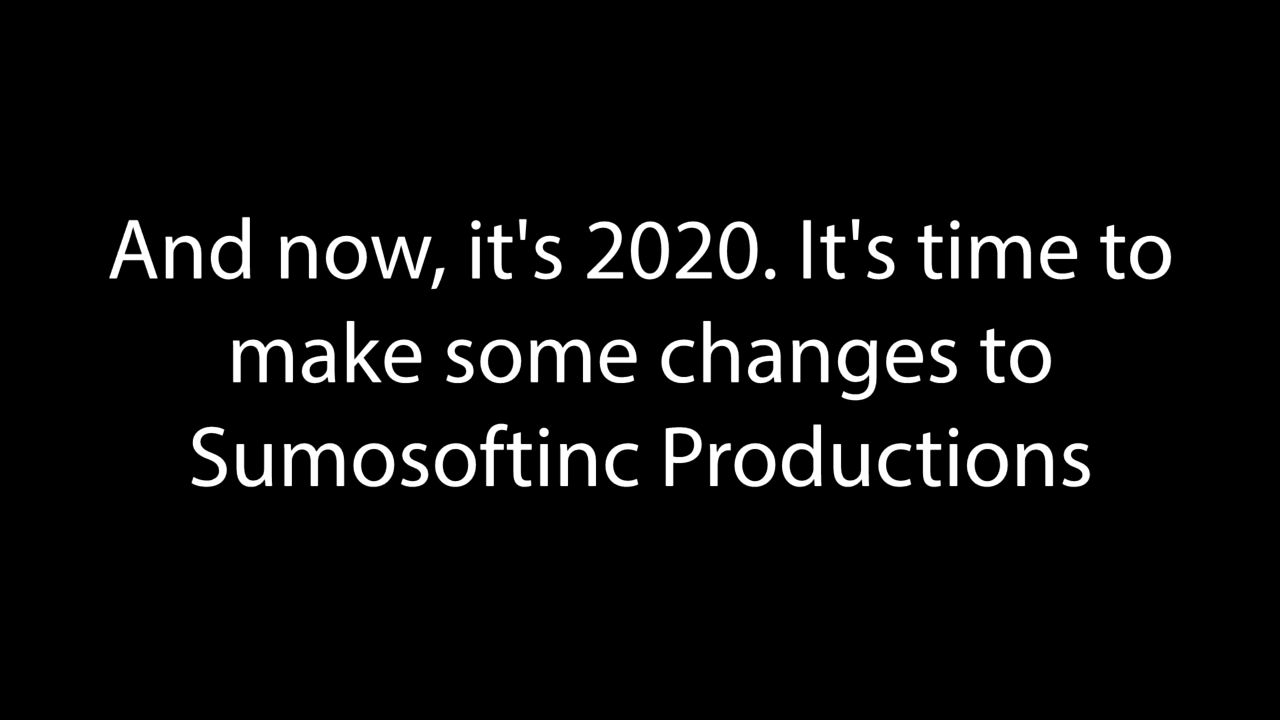 And now, it's 2020. It's time to
make some changes to
Sumosoftinc Productions